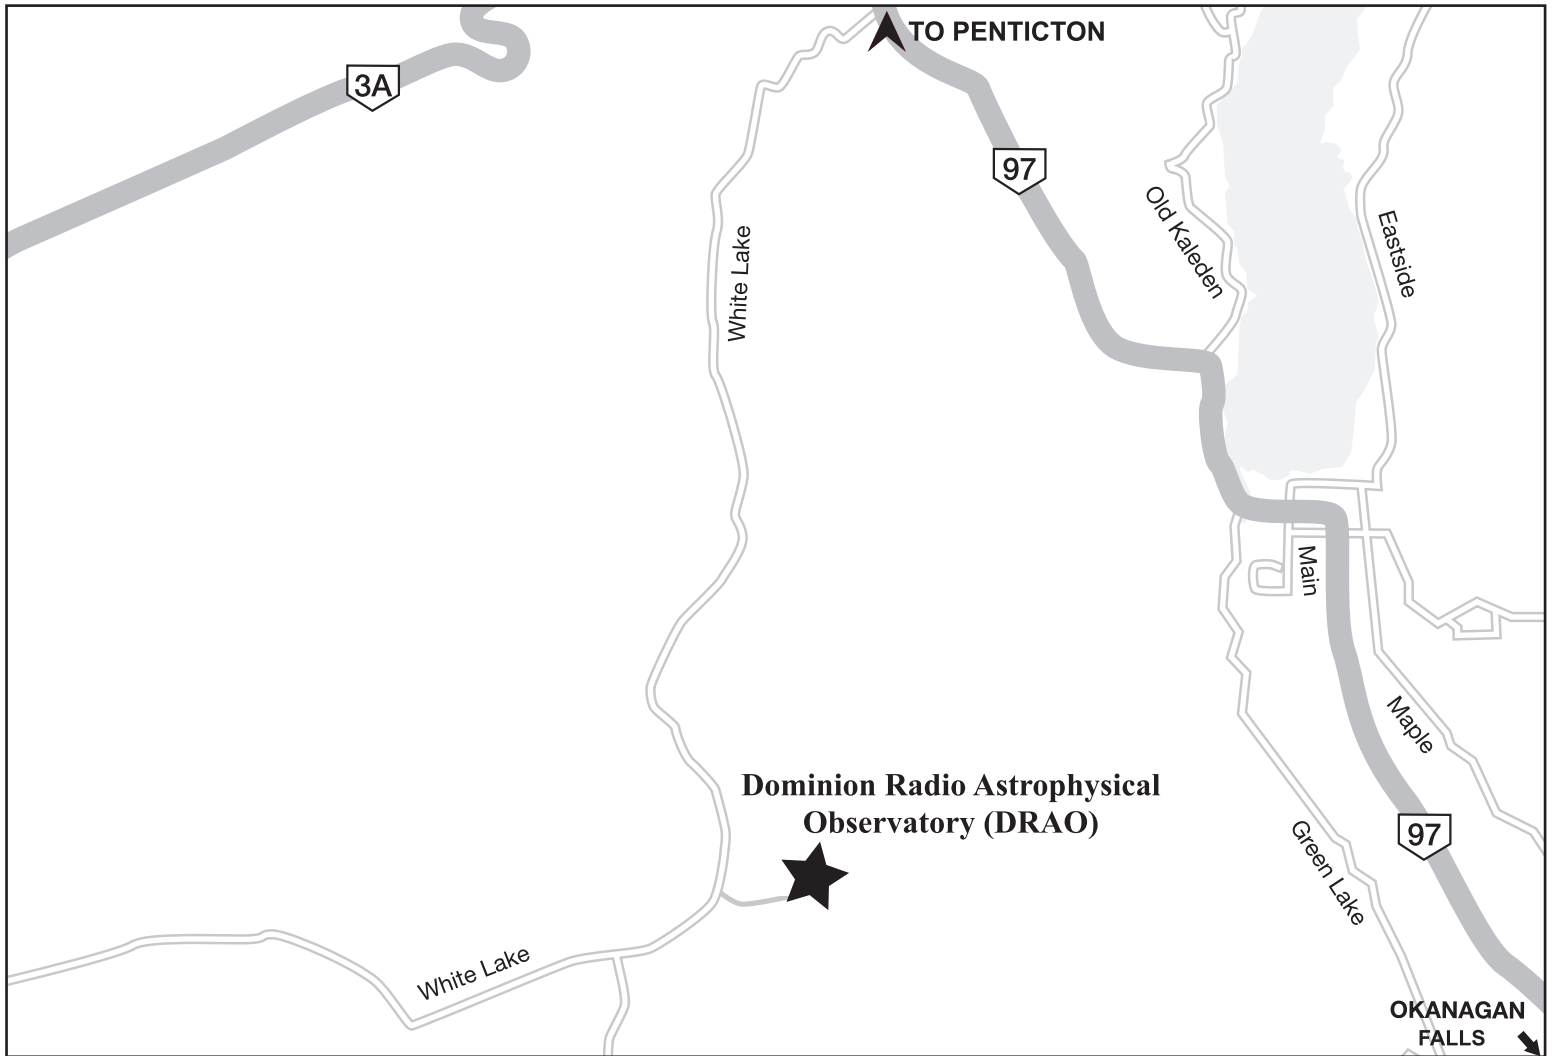 TO PENTICTON
3A
97
Old Kaleden
Eastside
White Lake
Main
Maple
Dominion Radio Astrophysical
Observatory (DRAO)
97
Green Lake
White Lake
OKANAGAN
FALLS